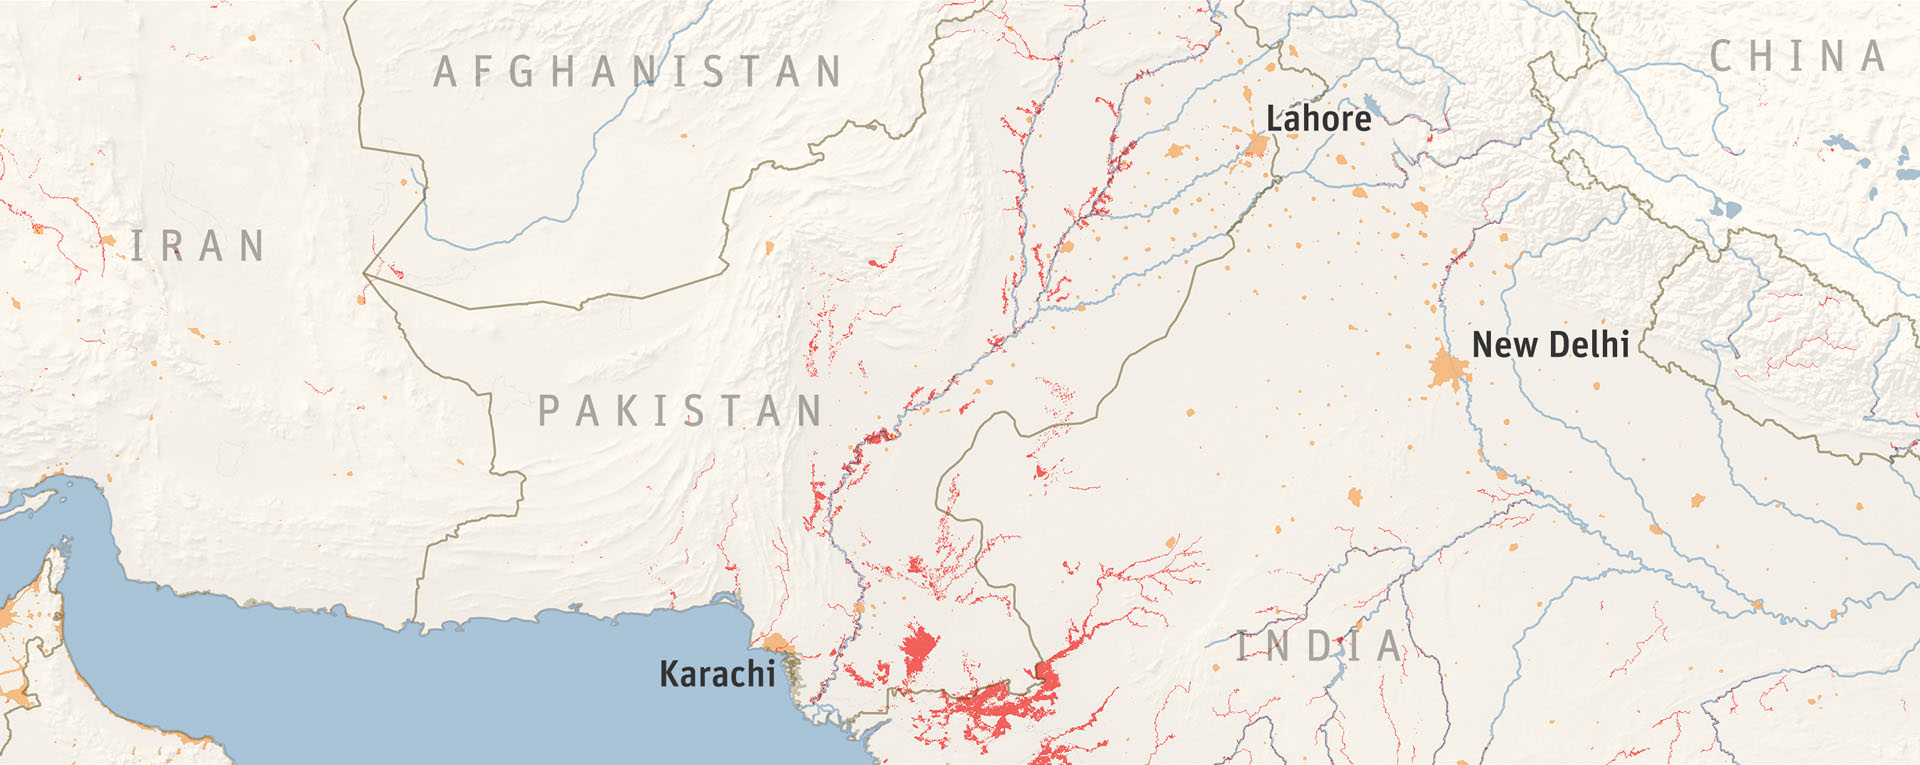 AFGHANISTAN
CHINA
Lahore
IRAN
New Delhi
PAKISTAN
INDIA
Karachi